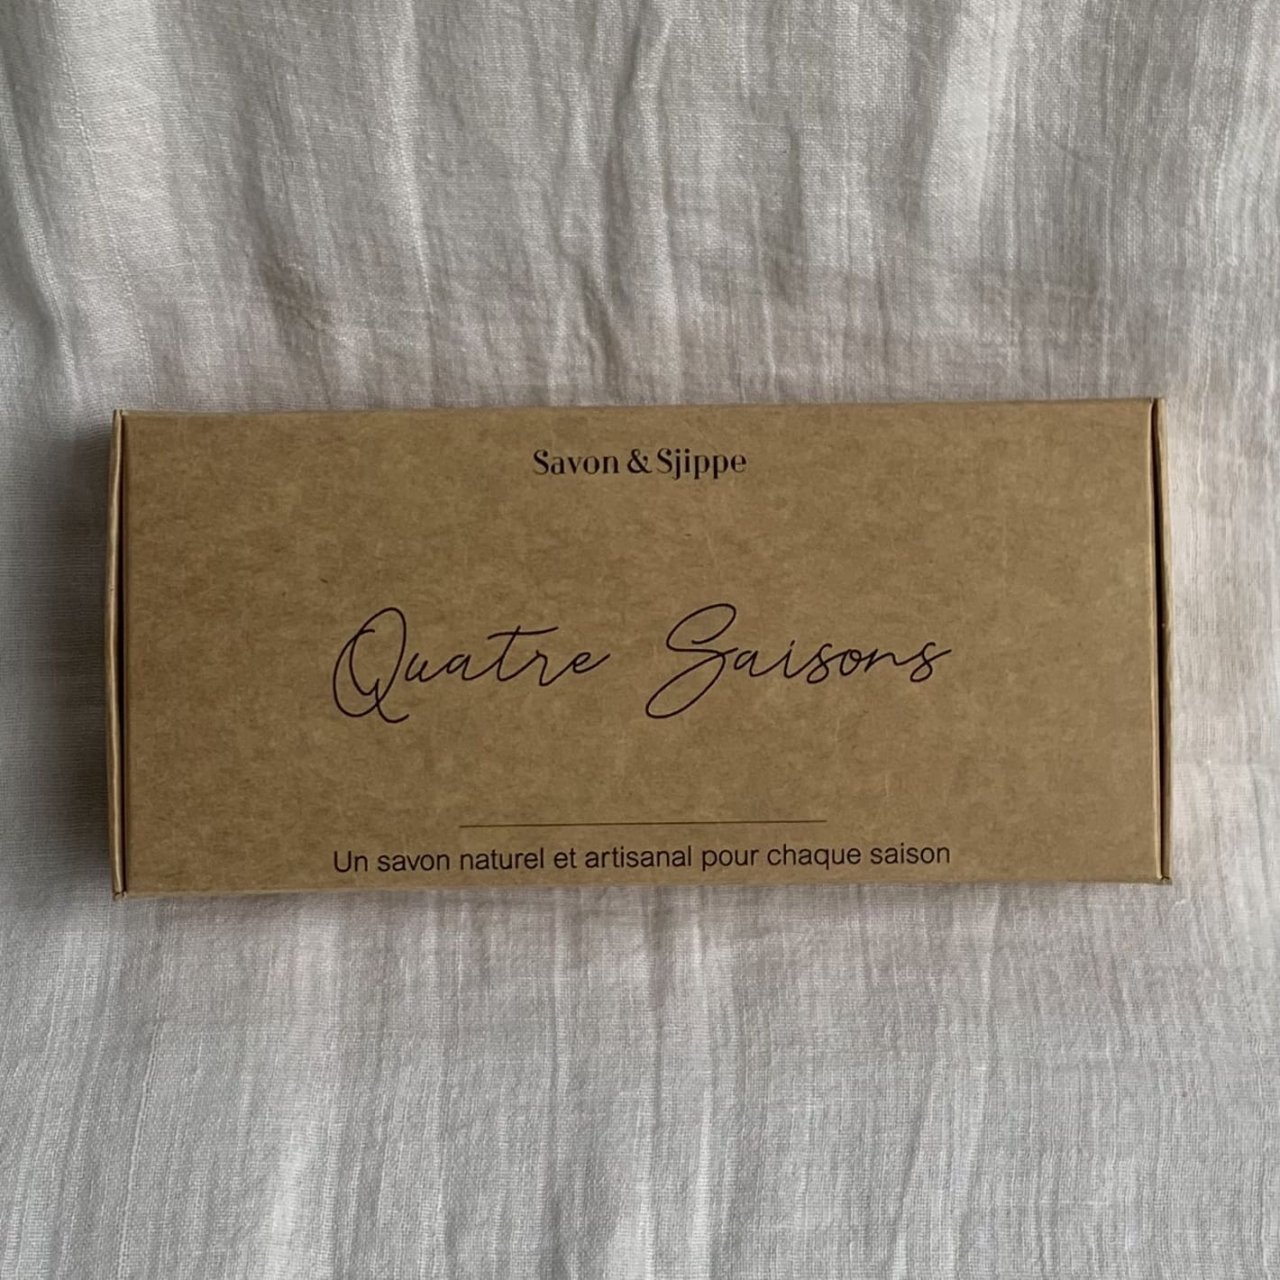 Savon & Sjippe
Quatre Saisons
Un savon naturel et artisanal pour chaque saison